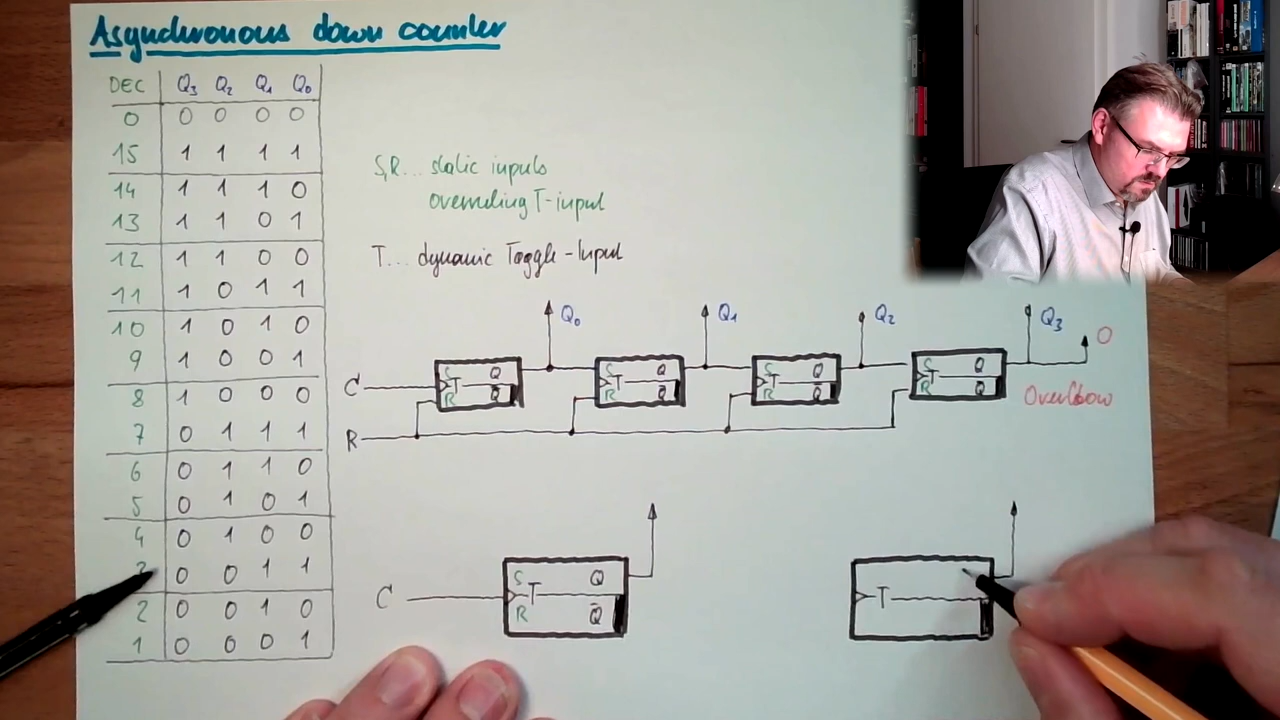 Asynchronous down counter
DEC Q3 Q2 Q1 Q0
0 0 0 0 0
15 1 1 1 1
14 1 1 1 0
13 1 1 0 1
12 1 1 0 0
11 1 0 1 1
10 1 0 1 0
9 1 0 0 1
8 1 0 0 0
7 0 1 1 1
6 0 1 1 0
5 0 1 0 1
4 0 1 0 0
3 0 0 1 1
2 0 0 1 0
1 0 0 0 1
S,R... static inputs
overruling T-input
T... dynamic Toggle-Input
Q0 Q1 Q2 Q3 O
C S T R Q Q̅ S T R Q Q̅ S T R Q Q̅ S T R Q Q̅
Overflow
R
C S T R Q Q̅ T